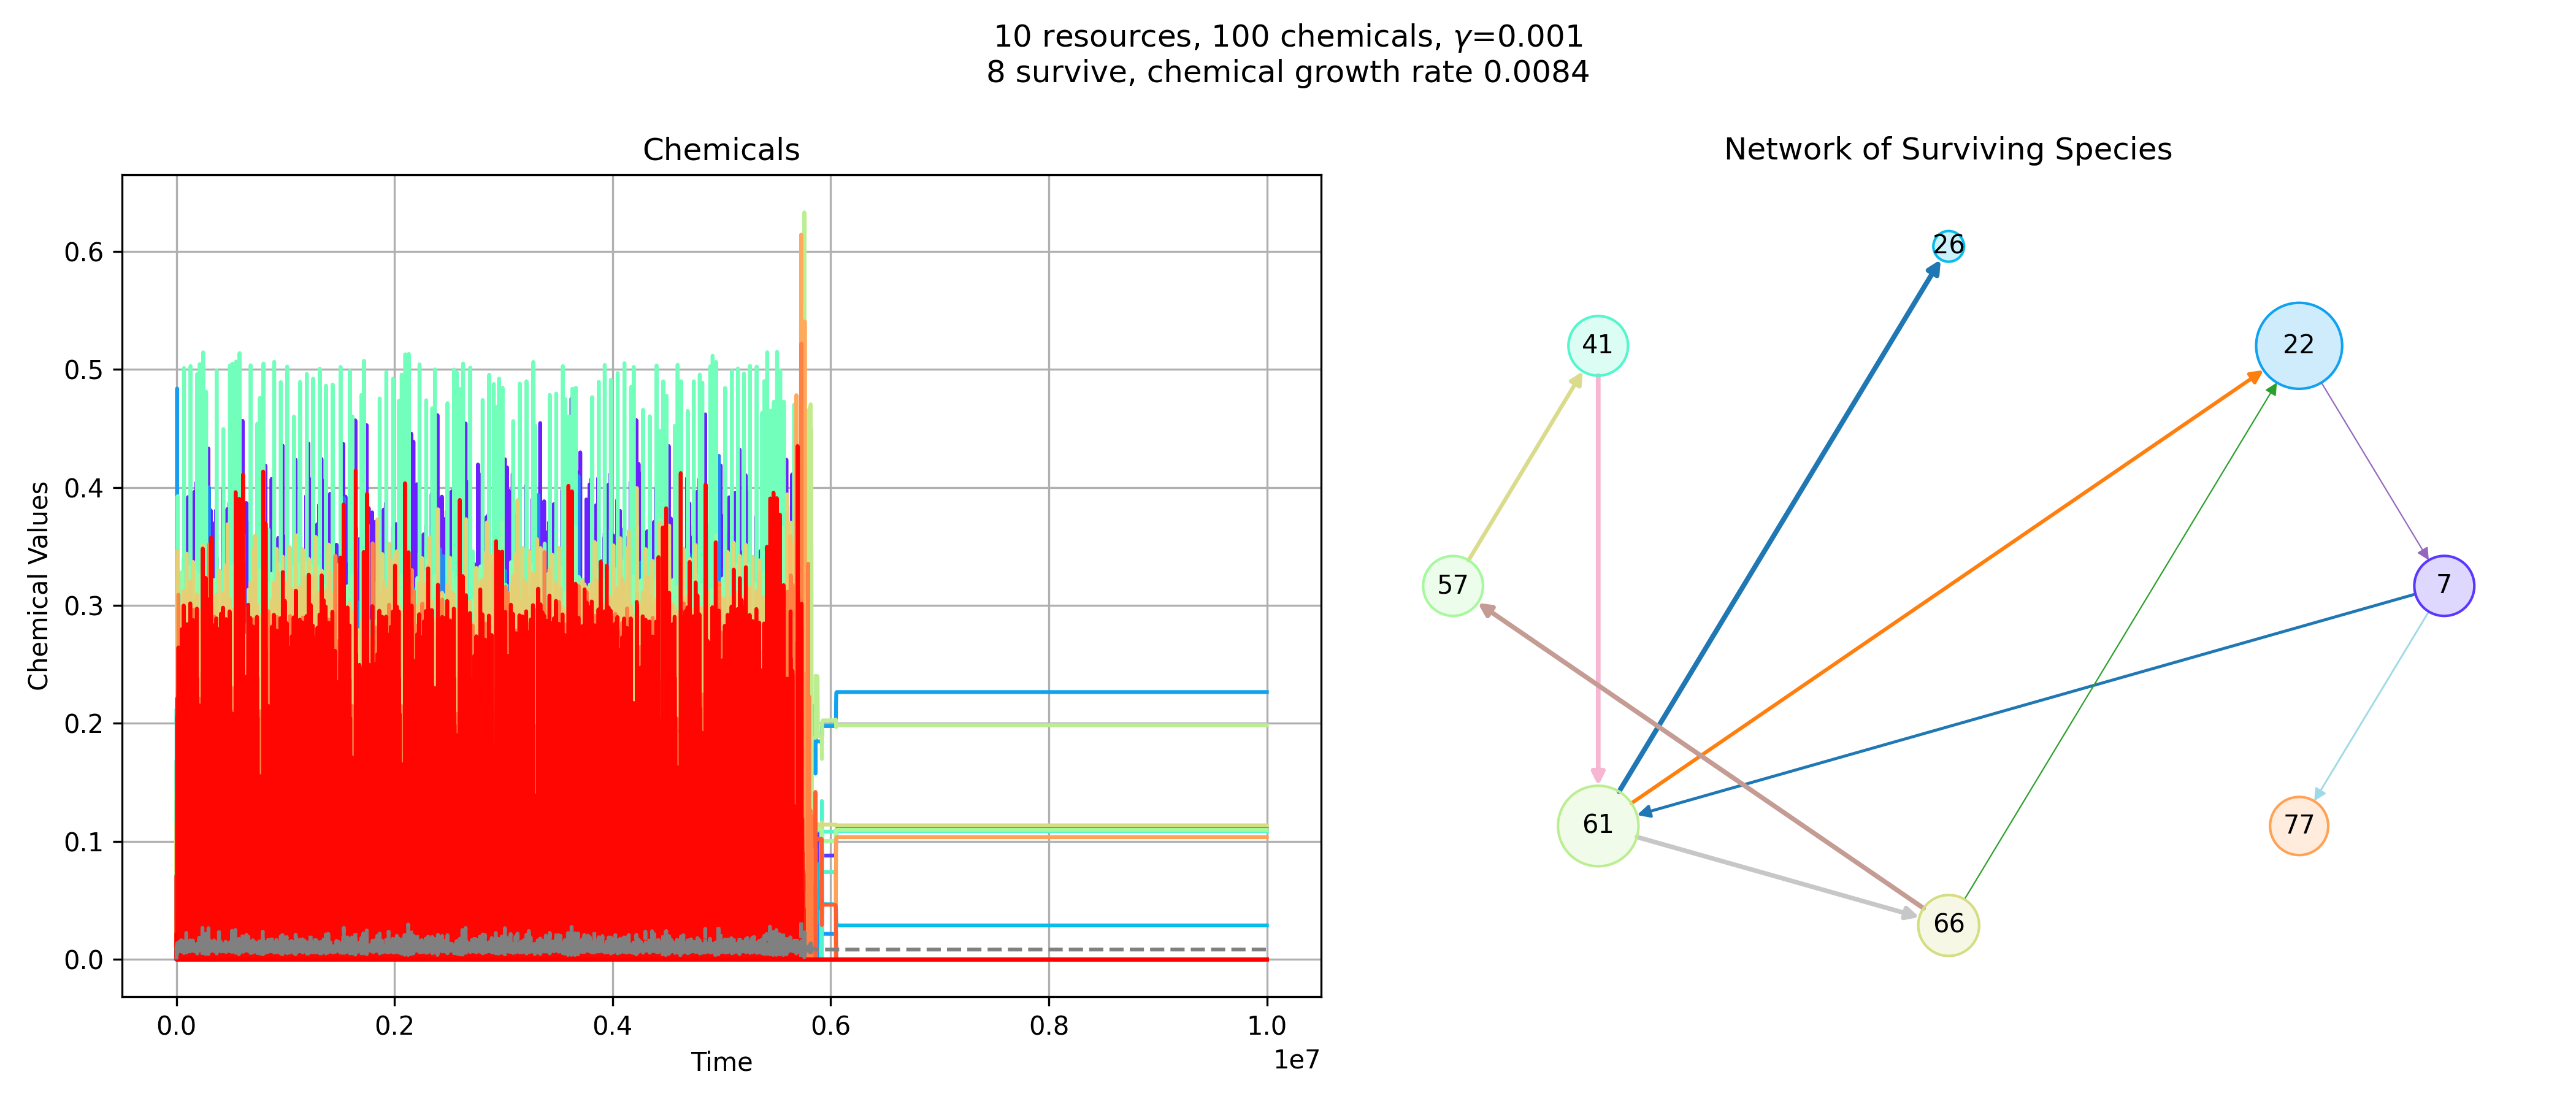 10 resources, 100 chemicals, γ=0.001
8 survive, chemical growth rate 0.0084
Chemicals
Chemical Values
0.6
0.5
0.4
0.3
0.2
0.1
0.0
0.0 0.2 0.4 0.6 0.8 1.0
1e7
Time
Network of Surviving Species
26
41
22
57
7
61
77
66